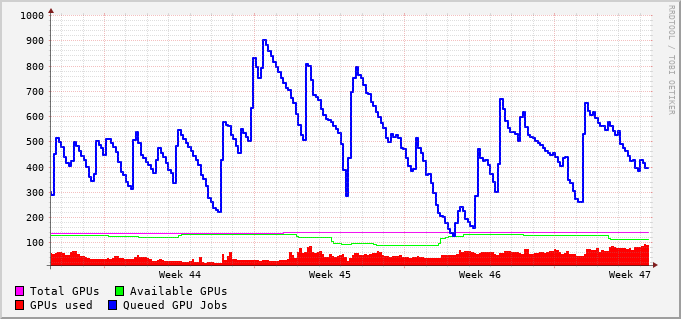 1000
900
800
700
600
500
400
300
200
100
Week 44 Week 45 Week 46 Week 47
Total GPUs Available GPUs
GPUs used Queued GPU Jobs
RRDTOOL / TOBI OETIKER